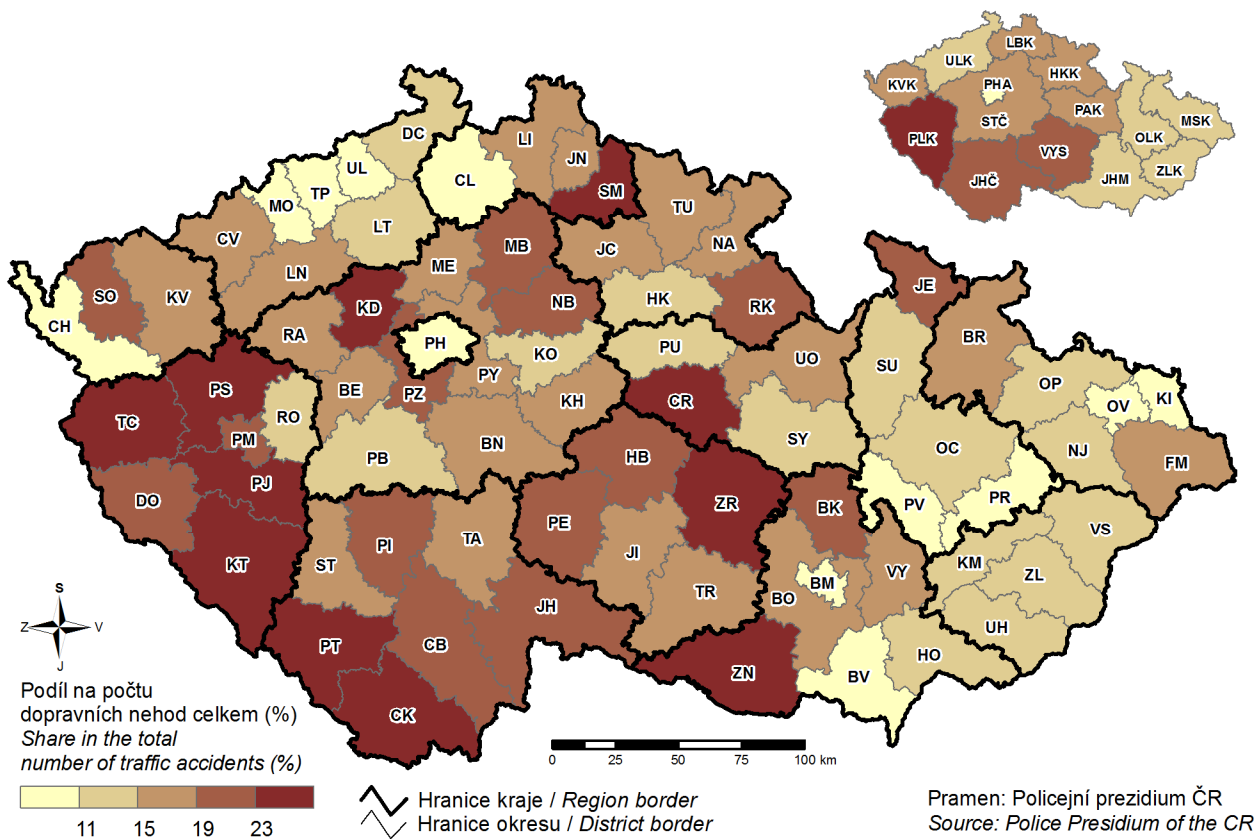 LBK
ULK
HKK
KVK
PHA
PAK
STČ
MSK
PLK
OLK
VYS
ZLK
JHČ
JHM
DC
LI
JN
UL
CL
TP
SM
MO
TU
LT
CV
MB
JC
NA
ME
LN
SO
KV
NB
HK
RK
JE
KD
CH
RA
PH
KO
PU
UO
BR
SU
PS
BE
PY
PZ
OP
KI
OV
TC
RO
KH
CR
PM
BN
SY
OC
NJ
PB
HB
FM
PJ
DO
ZR
BK
PV
PR
VS
PE
PI
TA
JI
KT
ST
KM
ZL
VY
BM
TR
BO
JH
UH
PT
CB
HO
ZN
BV
CK
S
Z V
J
Podíl na počtu
dopravních nehod celkem (%)
Share in the total
number of traffic accidents (%)
11 15 19 23
0 25 50 75 100 km
Hranice kraje / Region border
Hranice okresu / District border
Pramen: Policejní prezidium ČR
Source: Police Presidium of the CR